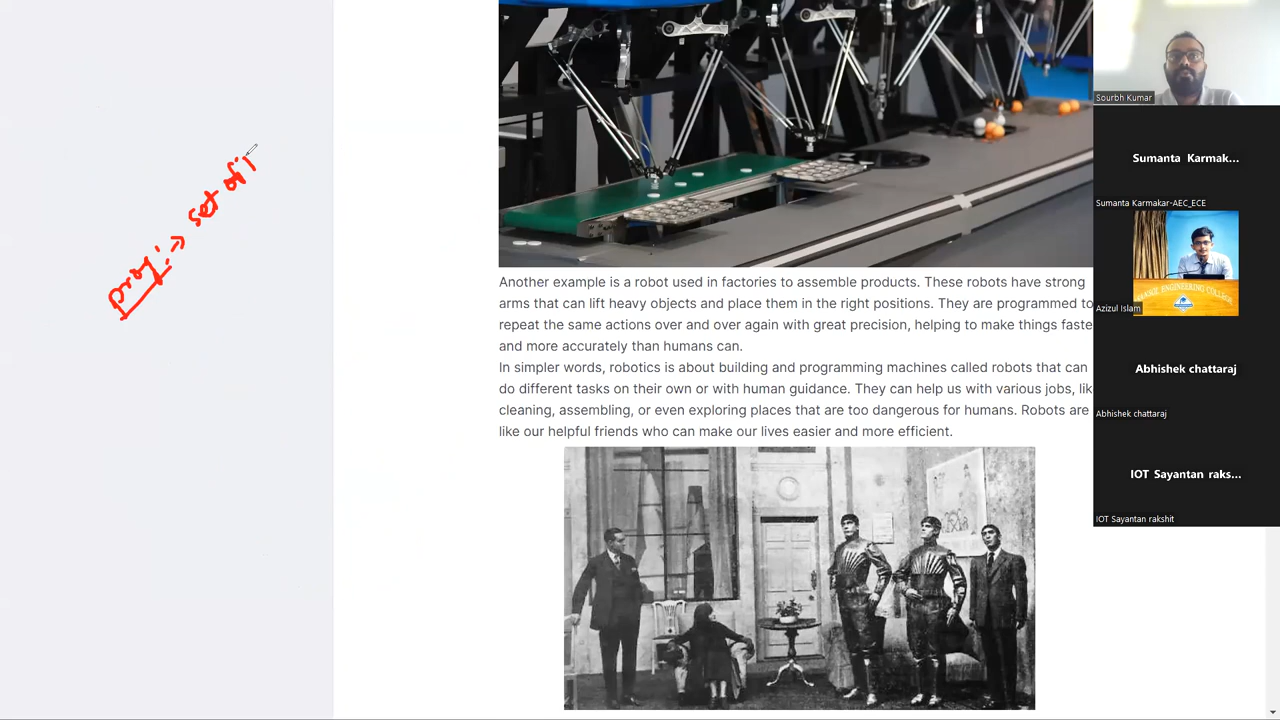 prog :→ set of i
Another example is a robot used in factories to assemble products. These robots have strong
arms that can lift heavy objects and place them in the right positions. They are programmed to
repeat the same actions over and over again with great precision, helping to make things faste
and more accurately than humans can.
In simpler words, robotics is about building and programming machines called robots that can
do different tasks on their own or with human guidance. They can help us with various jobs, lik
cleaning, assembling, or even exploring places that are too dangerous for humans. Robots are
like our helpful friends who can make our lives easier and more efficient.
Sourbh Kumar
Sumanta Karmak...
Sumanta Karmakar-AEC_ECE
ENGINEERING COLLEGE
Azizul Islam
Abhishek chattaraj
Abhishek chattaraj
IOT Sayantan raks...
IOT Sayantan rakshit